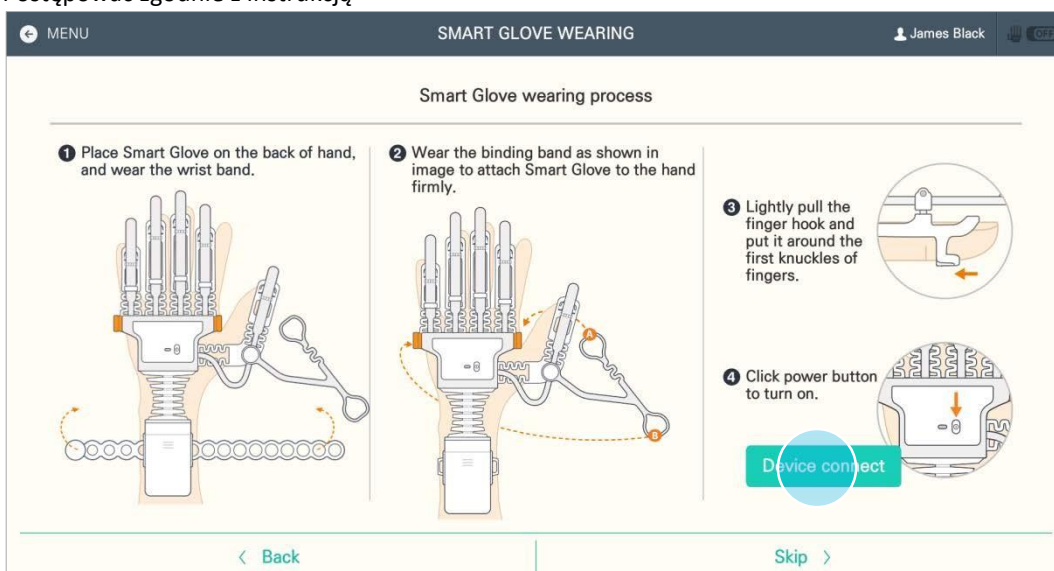 Postępować zgodnie z instrukcją
MENU
SMART GLOVE WEARING
James Black
OFF
Smart Glove wearing process
1 Place Smart Glove on the back of hand,
and wear the wrist band.
2 Wear the binding band as shown in
image to attach Smart Glove to the hand
firmly.
A
B
3 Lightly pull the
finger hook and
put it around the
first knuckles of
fingers.
4 Click power button
to turn on.
Device connect
< Back
Skip >